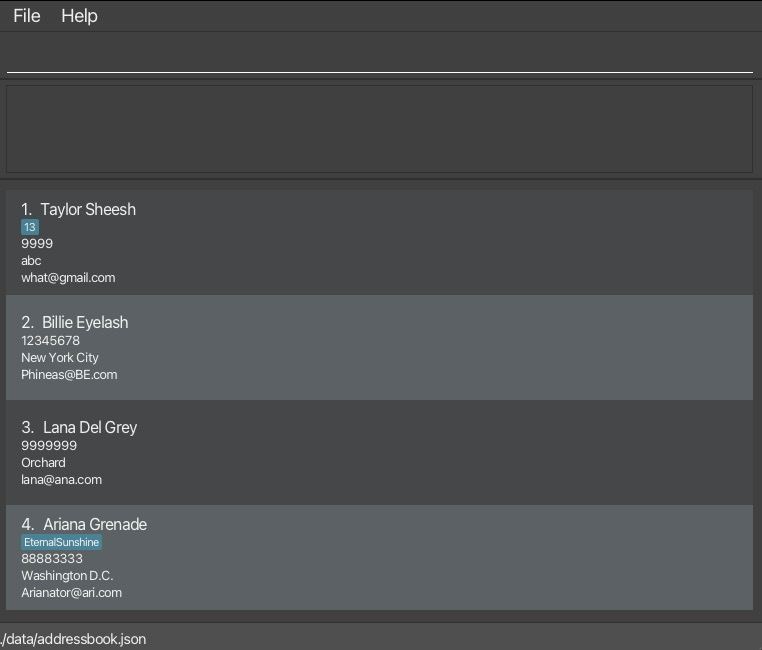 File Help
1. Taylor Sheesh
13
9999
abc
what@gmail.com
2. Billie Eyelash
12345678
New York City
Phineas@BE.com
3. Lana Del Grey
9999999
Orchard
lana@ana.com
4. Ariana Grenade
EternalSunshine
88883333
Washington D.C.
Arianator@ari.com
./data/addressbook.json